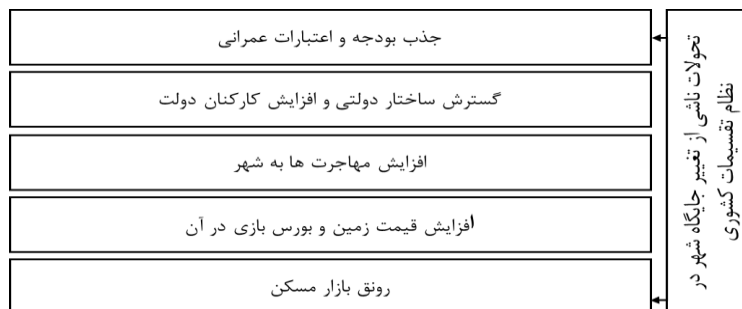 جذب بودجه و اعتبارات عمرانی
گسترش ساختار دولتی و افزایش کارکنان دولت
افزایش مهاجرت ها به شهر
افزایش قیمت زمین و بورس بازی در آن
رونق بازار مسکن
تحولات ناشی از تغییر جایگاه شهر در
نظام تقسیمات کشوری